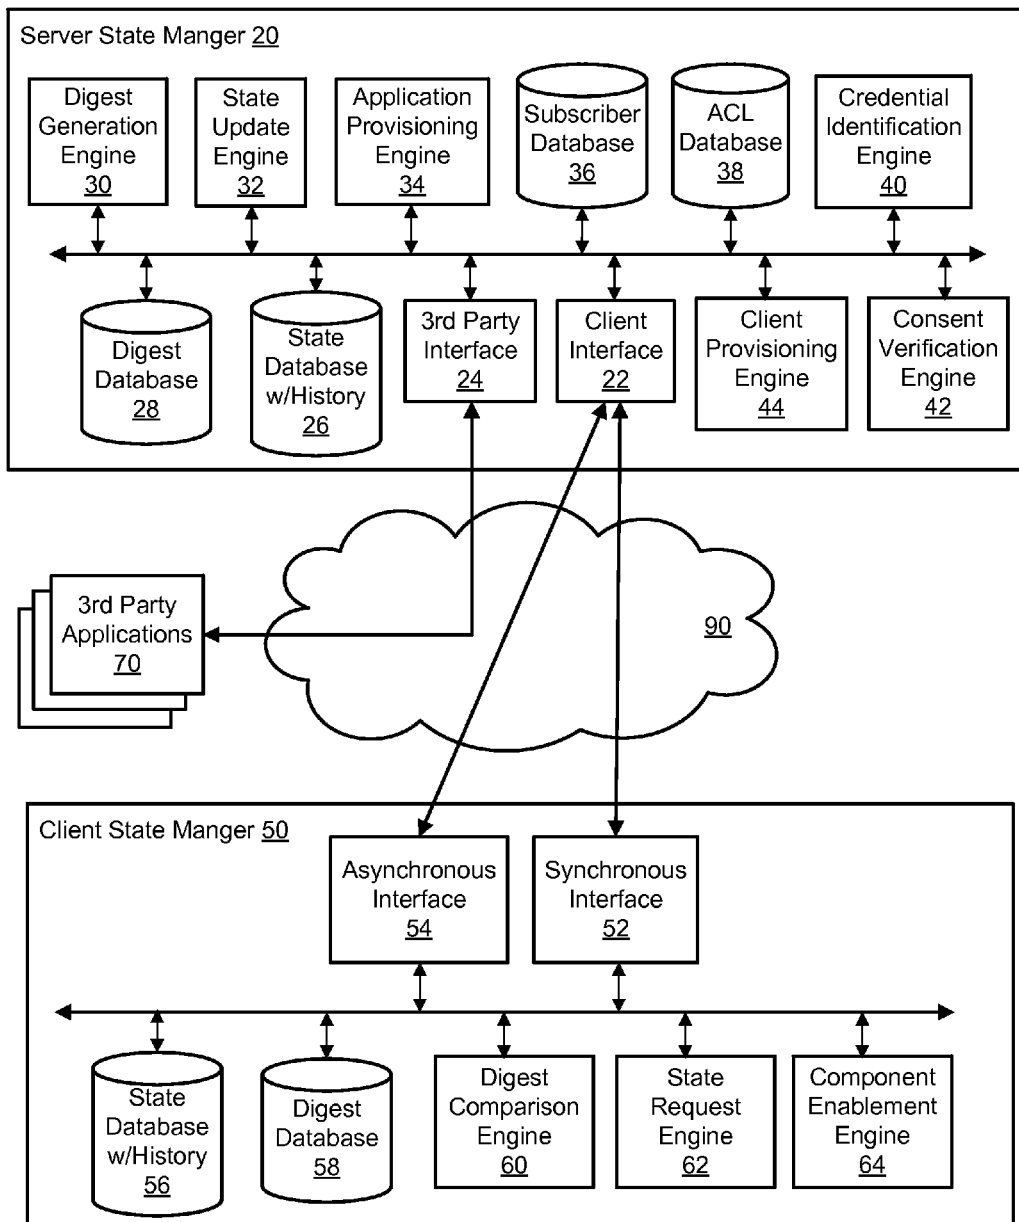 Server State Manger 20
Digest
Generation
Engine
30
State
Update
Engine
32
Application
Provisioning
Engine
34
Subscriber
Database
36
ACL
Database
38
Credential
Identification
Engine
40
Digest
Database
28
State
Database
w/History
26
3rd Party
Interface
24
Client
Interface
22
Client
Provisioning
Engine
44
Consent
Verification
Engine
42
3rd Party
Applications
70
90
Client State Manger 50
Asynchronous
Interface
54
Synchronous
Interface
52
State
Database
w/History
56
Digest
Database
58
Digest
Comparison
Engine
60
State
Request
Engine
62
Component
Enablement
Engine
64